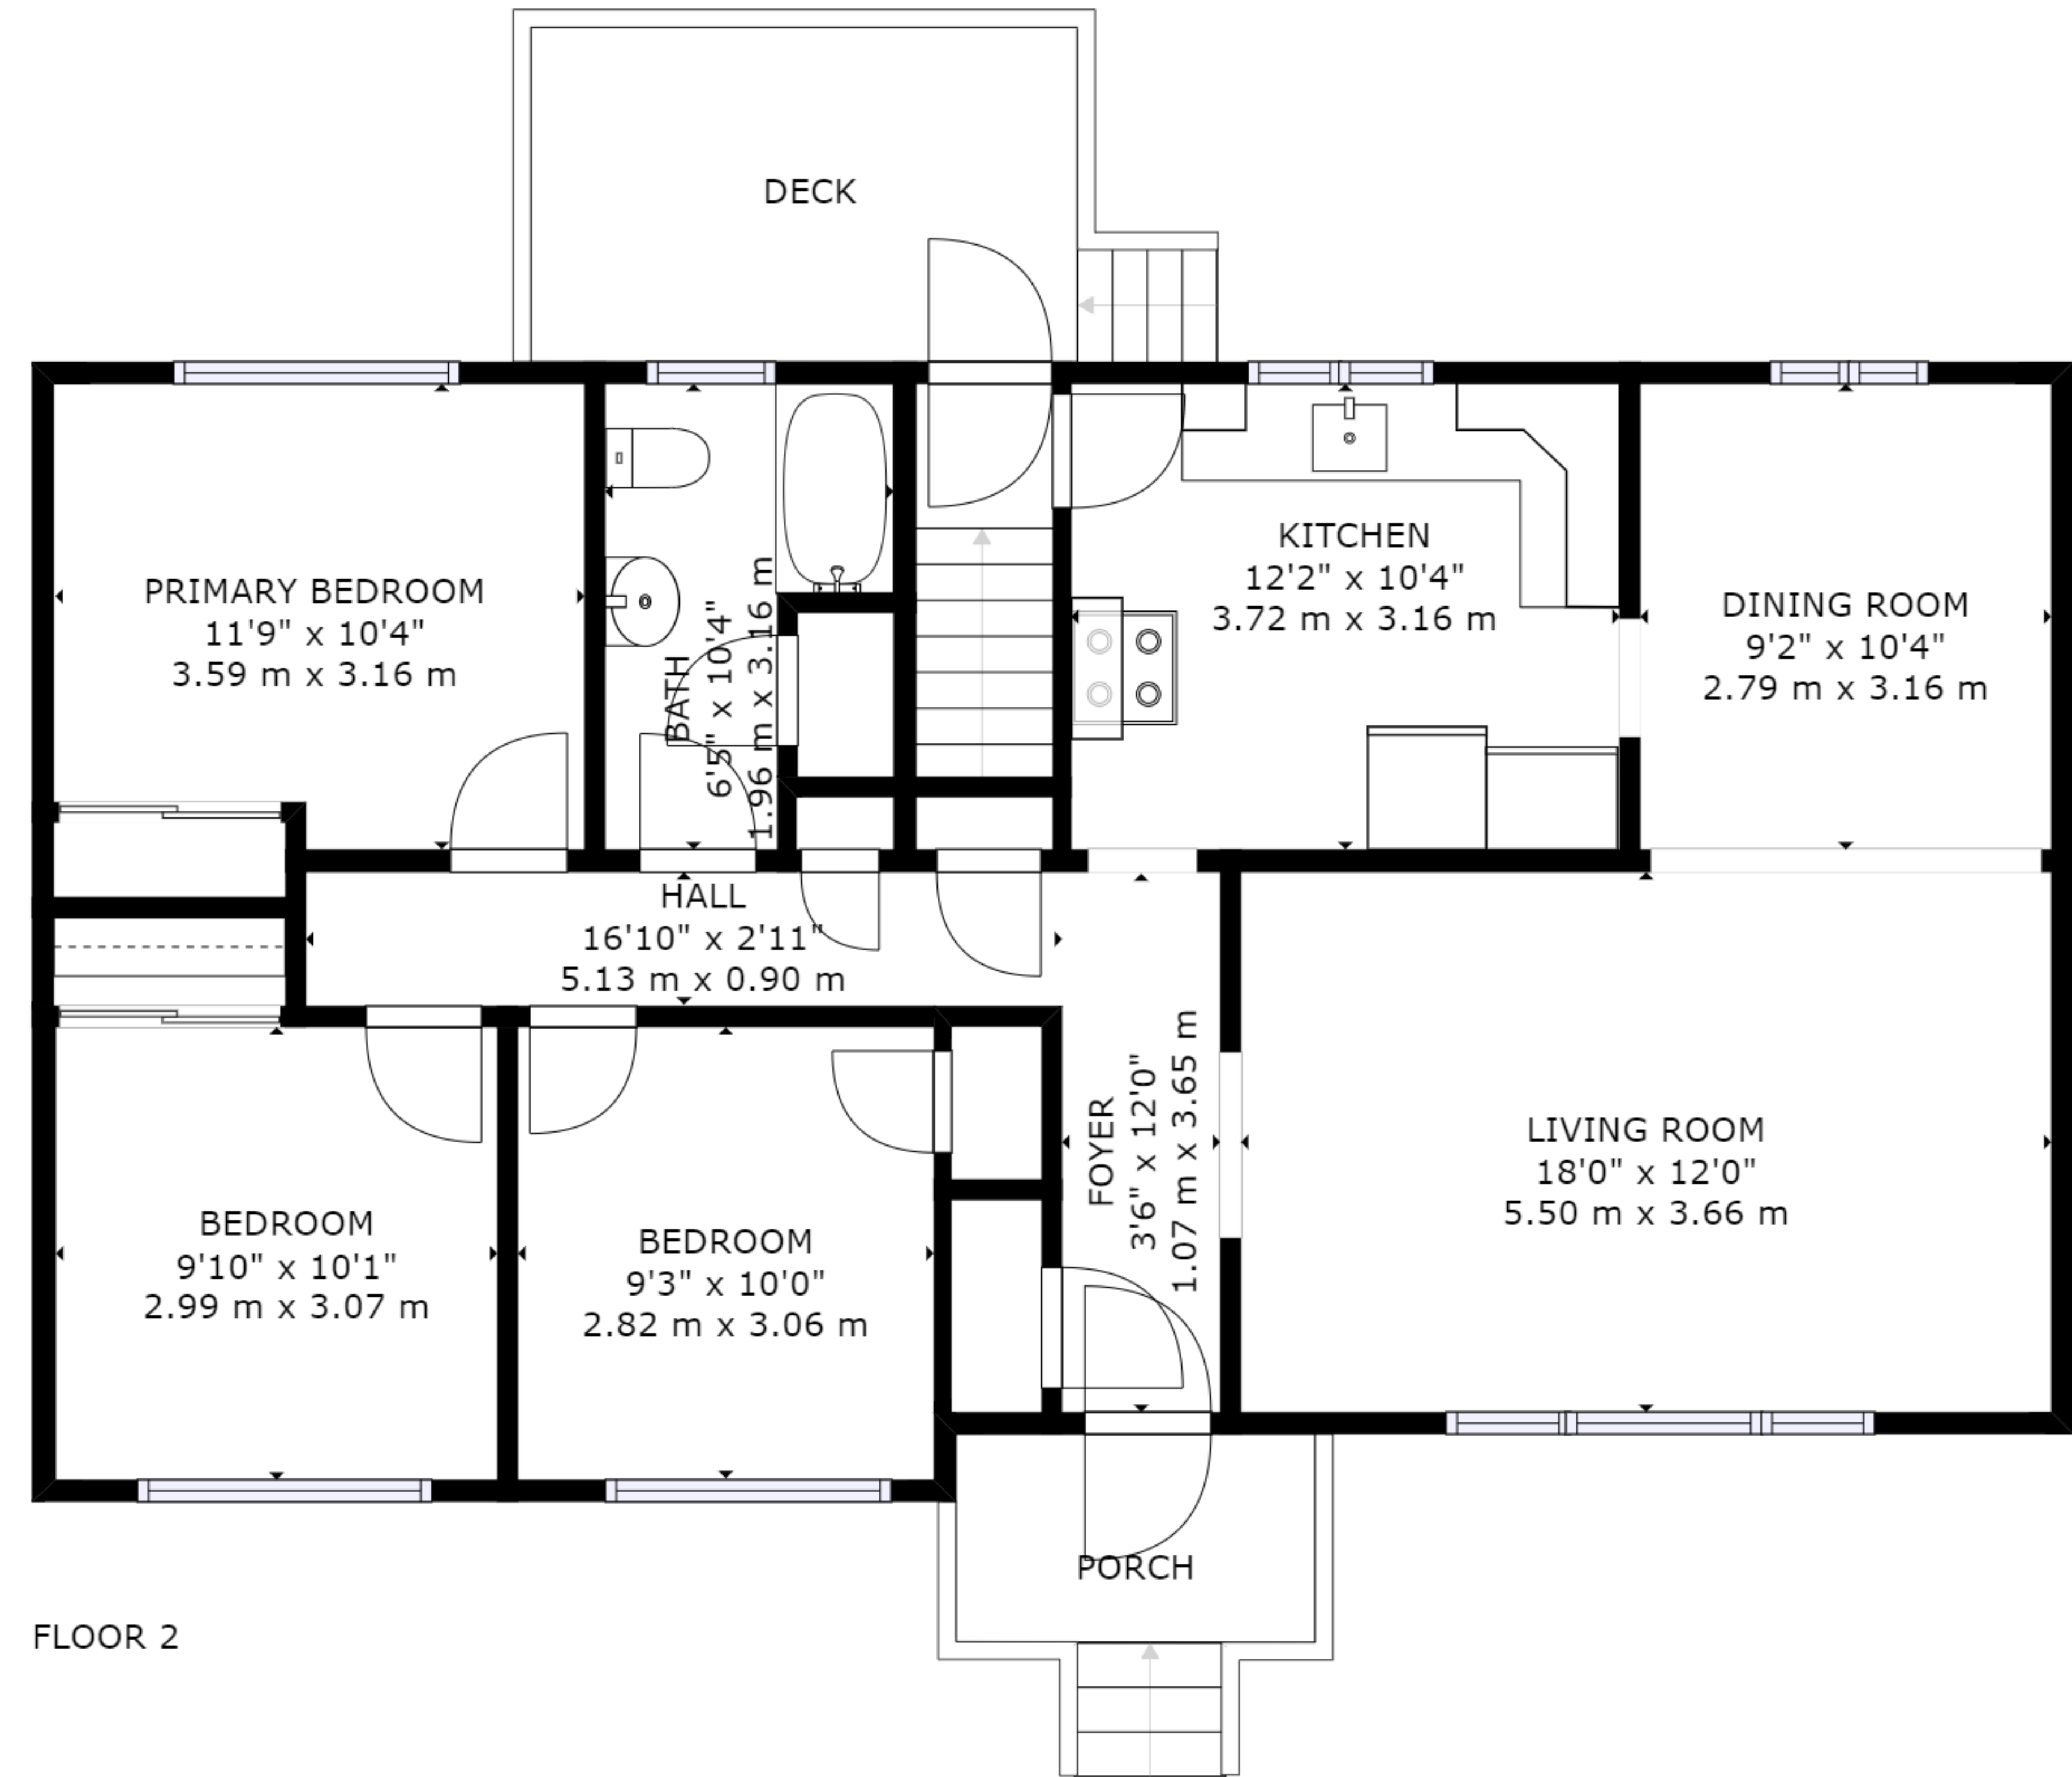 DECK
PRIMARY BEDROOM
11'9" x 10'4"
3.59 m x 3.16 m
BATH
6'5" x 10'4"
1.96 m x 3.16 m
KITCHEN
12'2" x 10'4"
3.72 m x 3.16 m
DINING ROOM
9'2" x 10'4"
2.79 m x 3.16 m
HALL
16'10" x 2'11"
5.13 m x 0.90 m
BEDROOM
9'10" x 10'1"
2.99 m x 3.07 m
BEDROOM
9'3" x 10'0"
2.82 m x 3.06 m
FOYER
3'6" x 12'0"
1.07 m x 3.65 m
LIVING ROOM
18'0" x 12'0"
5.50 m x 3.66 m
PORCH
FLOOR 2